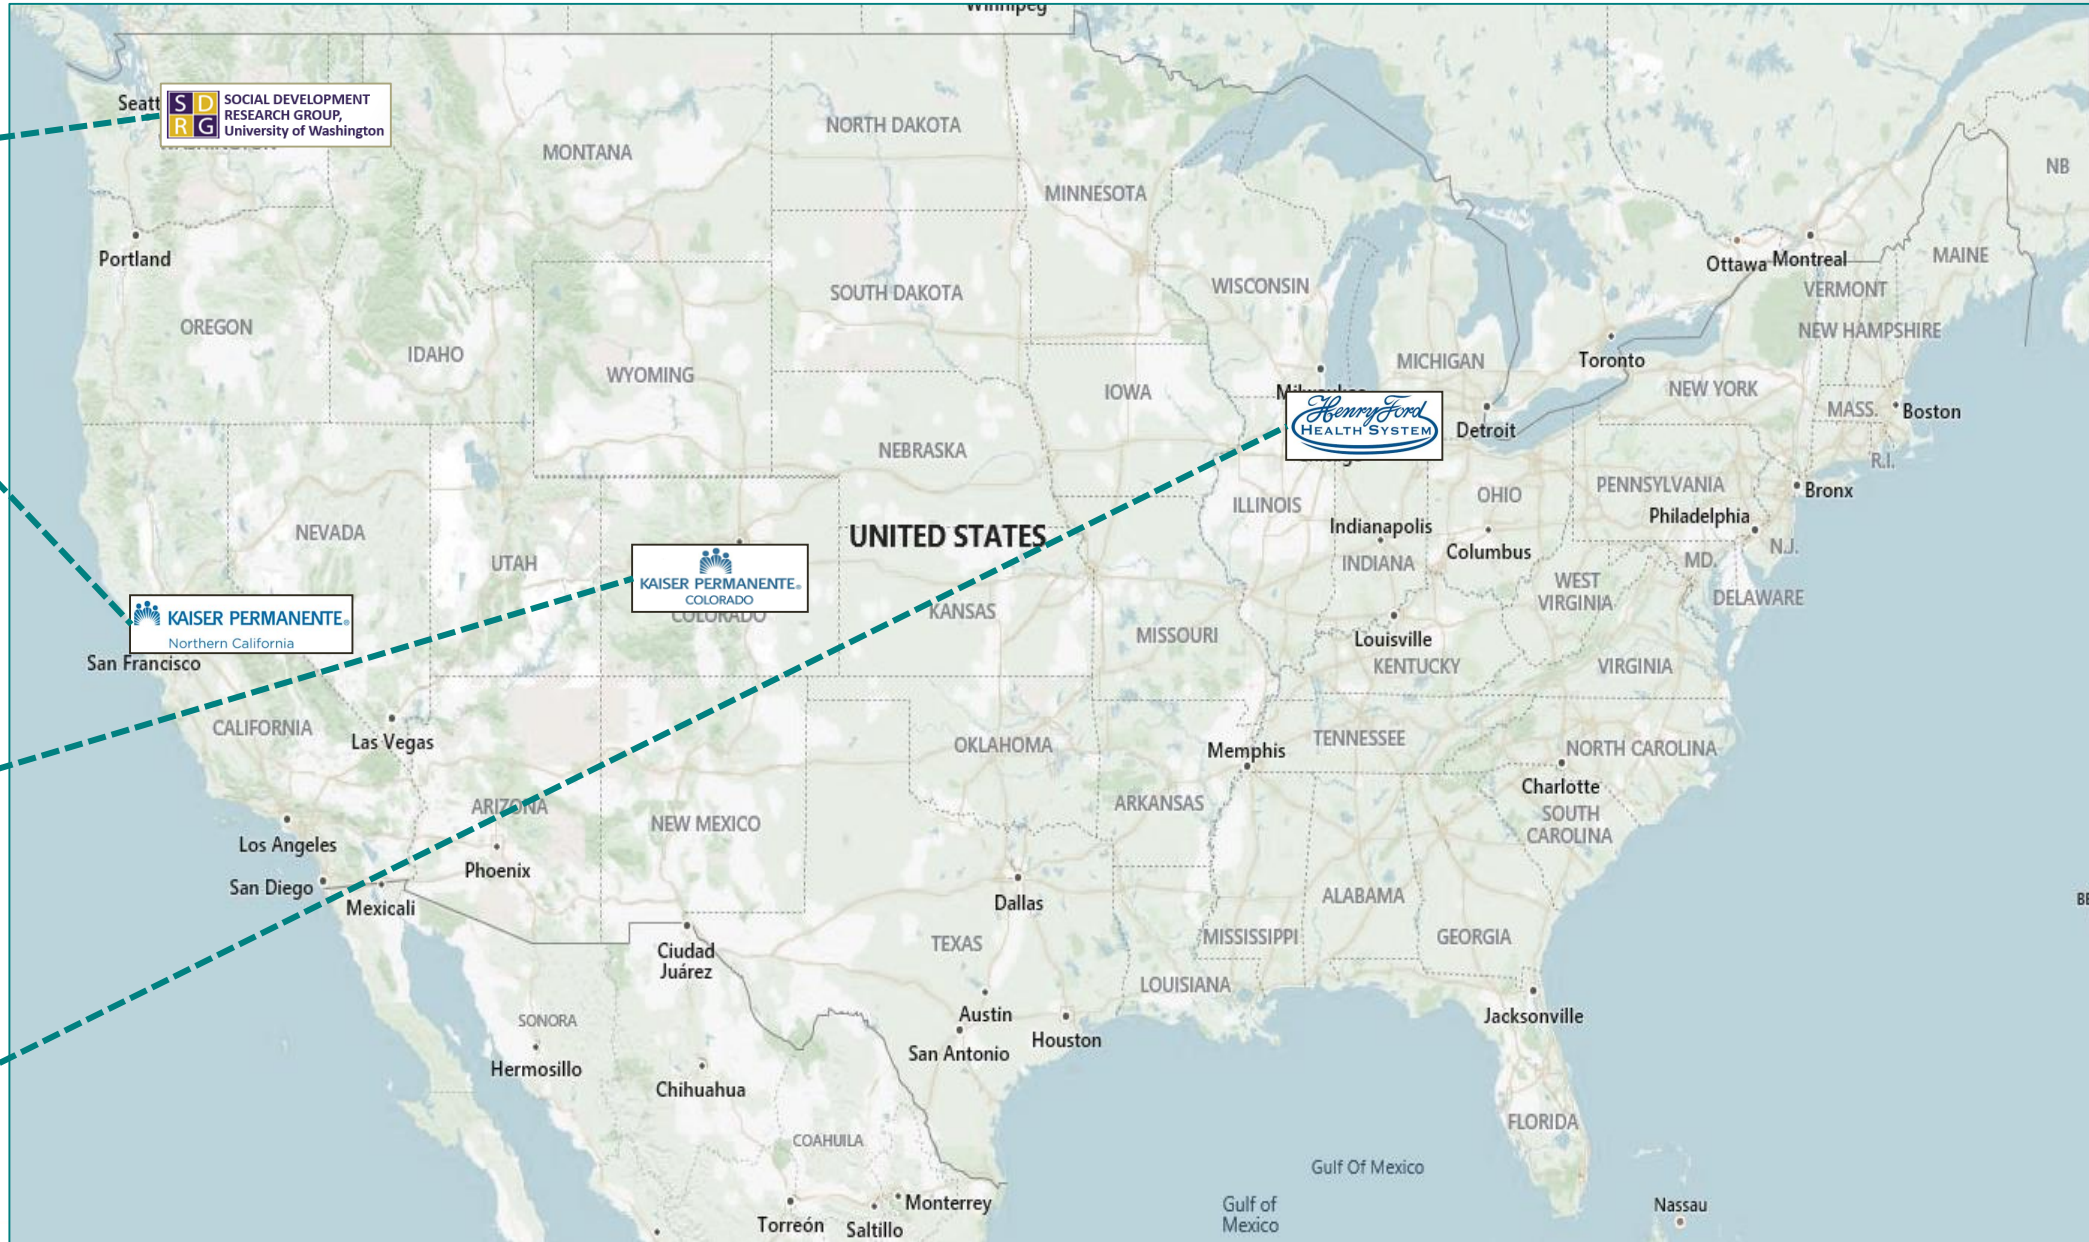 Winnipeg
Seatt
S D
R G
SOCIAL DEVELOPMENT
RESEARCH GROUP,
University of Washington
WASHINGTON
MONTANA
NORTH DAKOTA
MINNESOTA
NB
Portland
Ottawa
Montreal
MAINE
SOUTH DAKOTA
WISCONSIN
VERMONT
OREGON
NEW HAMPSHIRE
IDAHO
WYOMING
MICHIGAN
Toronto
IOWA
Milwaukee
NEW YORK
MASS.
Boston
Henry Ford
HEALTH SYSTEM
Detroit
NEBRASKA
R.I.
ILLINOIS
OHIO
PENNSYLVANIA
Bronx
NEVADA
UNITED STATES
Indianapolis
Philadelphia
UTAH
INDIANA
Columbus
N.J.
MD.
KAISER PERMANENTE®
COLORADO
COLORADO
KANSAS
WEST
VIRGINIA
DELAWARE
KAISER PERMANENTE®
Northern California
San Francisco
MISSOURI
Louisville
KENTUCKY
VIRGINIA
CALIFORNIA
Las Vegas
OKLAHOMA
Memphis
TENNESSEE
NORTH CAROLINA
Charlotte
ARIZONA
NEW MEXICO
ARKANSAS
SOUTH
CAROLINA
Los Angeles
Phoenix
San Diego
Mexicali
Dallas
ALABAMA
BE
Ciudad
Juárez
TEXAS
MISSISSIPPI
GEORGIA
LOUISIANA
SONORA
Austin
Jacksonville
Hermosillo
San Antonio
Houston
Chihuahua
COAHUILA
FLORIDA
Gulf Of Mexico
Monterrey
Gulf of
Mexico
Nassau
Torreón
Saltillo